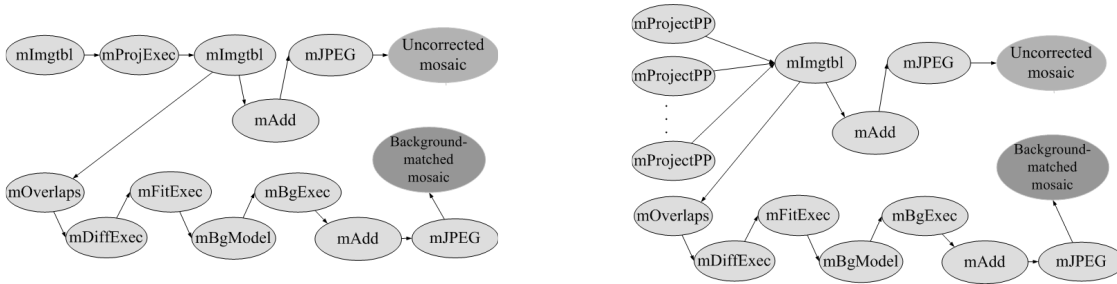 mImgtbl
mProjExec
mImgtbl
mJPEG
Uncorrected
mosaic
mAdd
Background-
matched
mosaic
mOverlaps
mFitExec
mBgExec
mDiffExec
mBgModel
mAdd
mJPEG
mProjectPP
mProjectPP
mProjectPP
mImgtbl
mJPEG
Uncorrected
mosaic
mAdd
Background-
matched
mosaic
mOverlaps
mFitExec
mBgExec
mDiffExec
mBgModel
mAdd
mJPEG